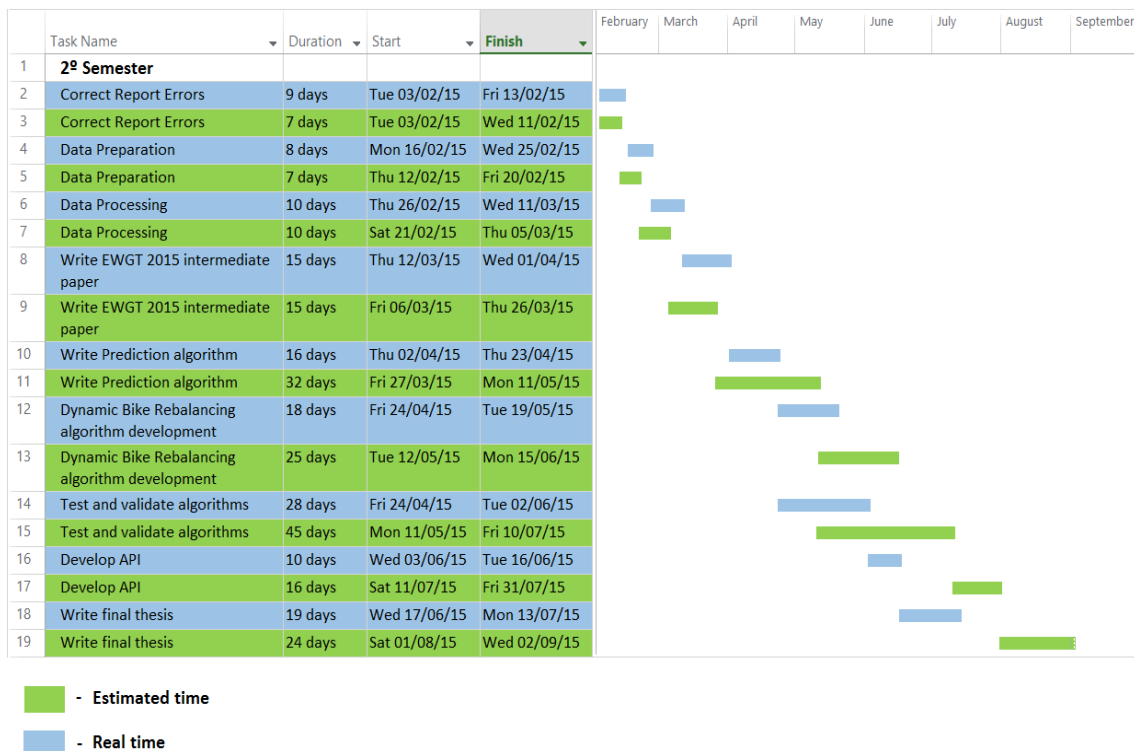 February March April May June July August September
Task Name Duration Start Finish
1 2º Semester
2 Correct Report Errors 9 days Tue 03/02/15 Fri 13/02/15
3 Correct Report Errors 7 days Tue 03/02/15 Wed 11/02/15
4 Data Preparation 8 days Mon 16/02/15 Wed 25/02/15
5 Data Preparation 7 days Thu 12/02/15 Fri 20/02/15
6 Data Processing 10 days Thu 26/02/15 Wed 11/03/15
7 Data Processing 10 days Sat 21/02/15 Thu 05/03/15
8 Write EWGT 2015 intermediate 15 days Thu 12/03/15 Wed 01/04/15
paper
9 Write EWGT 2015 intermediate 15 days Fri 06/03/15 Thu 26/03/15
paper
10 Write Prediction algorithm 16 days Thu 02/04/15 Thu 23/04/15
11 Write Prediction algorithm 32 days Fri 27/03/15 Mon 11/05/15
12 Dynamic Bike Rebalancing 18 days Fri 24/04/15 Tue 19/05/15
algorithm development
13 Dynamic Bike Rebalancing 25 days Tue 12/05/15 Mon 15/06/15
algorithm development
14 Test and validate algorithms 28 days Fri 24/04/15 Tue 02/06/15
15 Test and validate algorithms 45 days Mon 11/05/15 Fri 10/07/15
16 Develop API 10 days Wed 03/06/15 Tue 16/06/15
17 Develop API 16 days Sat 11/07/15 Fri 31/07/15
18 Write final thesis 19 days Wed 17/06/15 Mon 13/07/15
19 Write final thesis 24 days Sat 01/08/15 Wed 02/09/15
- Estimated time
- Real time